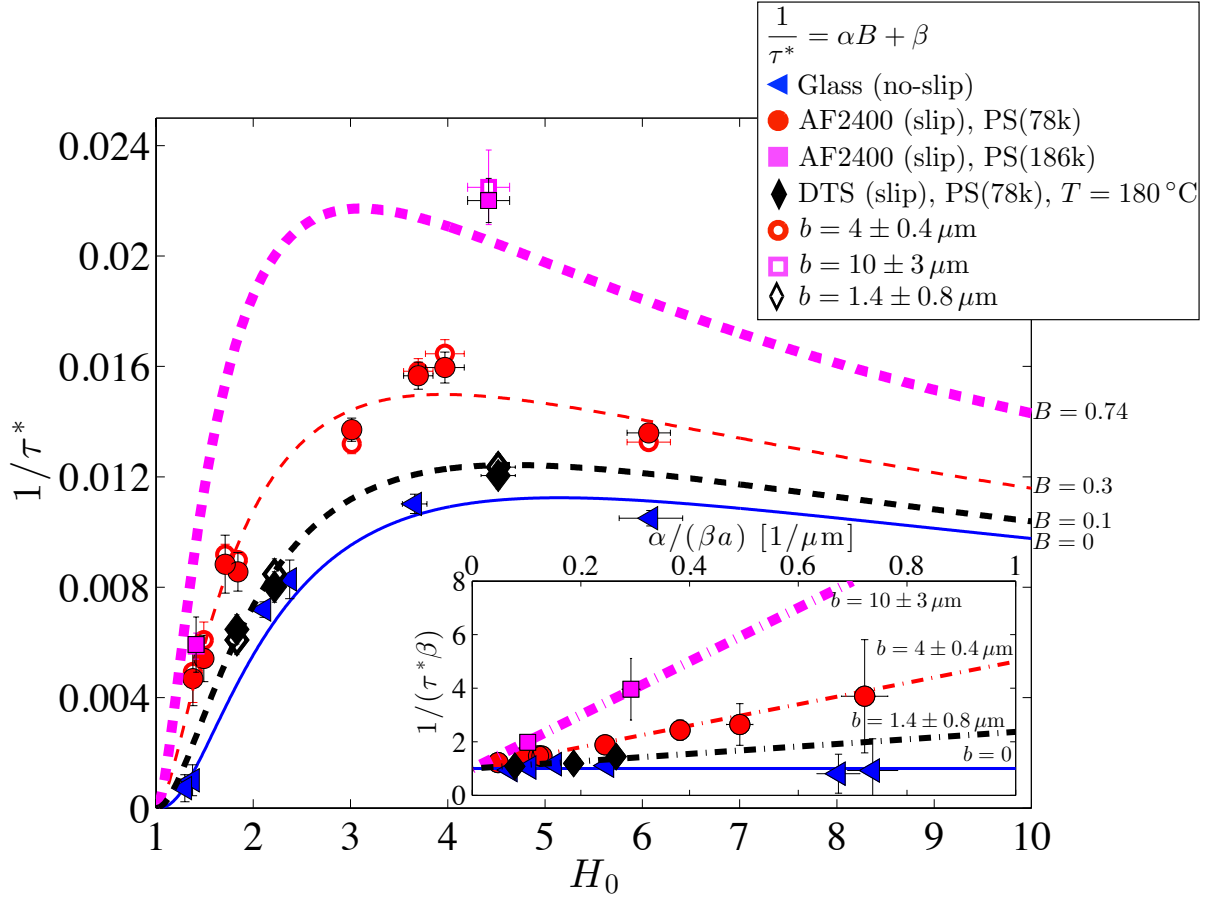 1/τ* = αB + β
Glass (no-slip)
AF2400 (slip), PS(78k)
AF2400 (slip), PS(186k)
DTS (slip), PS(78k), T = 180 °C
b = 4 ± 0.4 μm
b = 10 ± 3 μm
b = 1.4 ± 0.8 μm
0.024
0.02
0.016
0.012
0.008
0.004
0
1/τ*
B = 0.74
B = 0.3
B = 0.1
B = 0
α/(βa) [1/μm]
0 0.2 0.4 0.6 0.8 1
8
6
4
2
0
1/(τ*β)
b = 10 ± 3 μm
b = 4 ± 0.4 μm
b = 1.4 ± 0.8 μm
b = 0
1 2 3 4 5 6 7 8 9 10
H₀